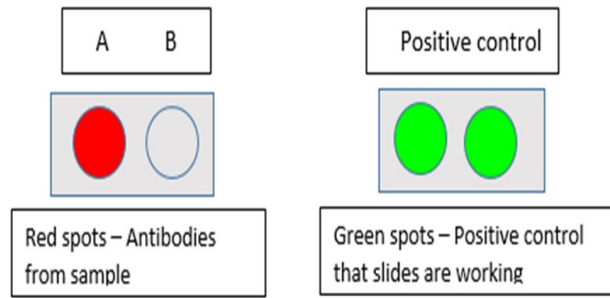 A B
Positive control
Red spots – Antibodies
from sample
Green spots – Positive control
that slides are working